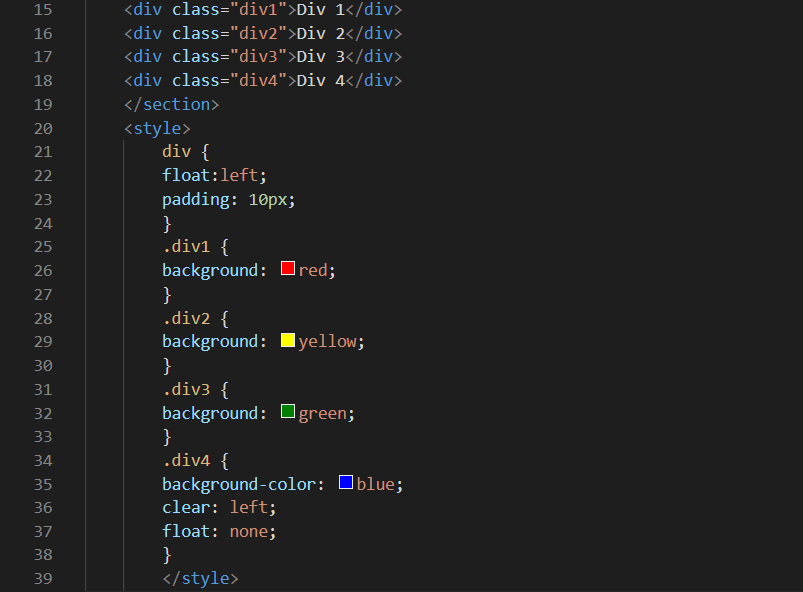 15 <div class="div1">Div 1</div>
16 <div class="div2">Div 2</div>
17 <div class="div3">Div 3</div>
18 <div class="div4">Div 4</div>
19 </section>
20 <style>
21 div {
22 float:left;
23 padding: 10px;
24 }
25 .div1 {
26 background: red;
27 }
28 .div2 {
29 background: yellow;
30 }
31 .div3 {
32 background: green;
33 }
34 .div4 {
35 background-color: blue;
36 clear: left;
37 float: none;
38 }
39 </style>